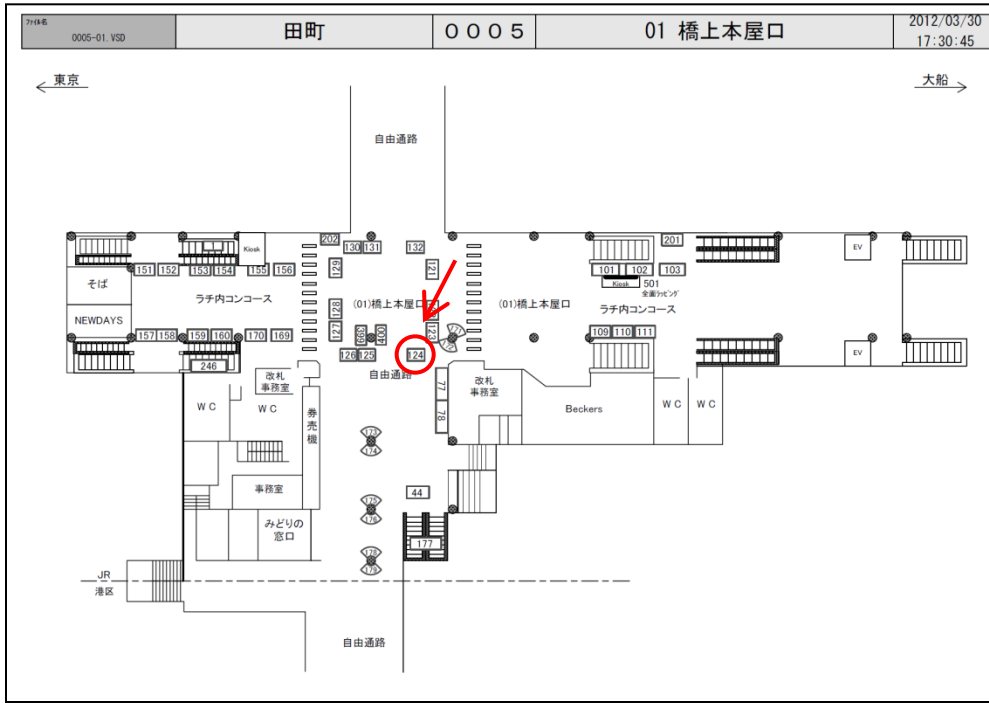 ファイル名
0005-01.VSD
田町
0005
01 橋上本屋口
2012/03/30
17:30:45
東京
大船
自由通路
202
130
131
132
201
Kiosk
1
EV
151
152
153
154
155
156
129
121
101
102
103
Kiosk
501
全面ラッピング
そば
ラチ内コンコース
128
(01)橋上本屋口
(01)橋上本屋口
ラチ内コンコース
NEWDAYS
157
158
159
160
170
169
127
399
400
123
171
109
110
111
246
126
125
124
EV
自由通路
改札
事務室
77
改札
事務室
WC
WC
券売機
78
Beckers
WC
WC
173
174
事務室
44
175
176
みどりの
窓口
177
178
179
JR
港区
自由通路